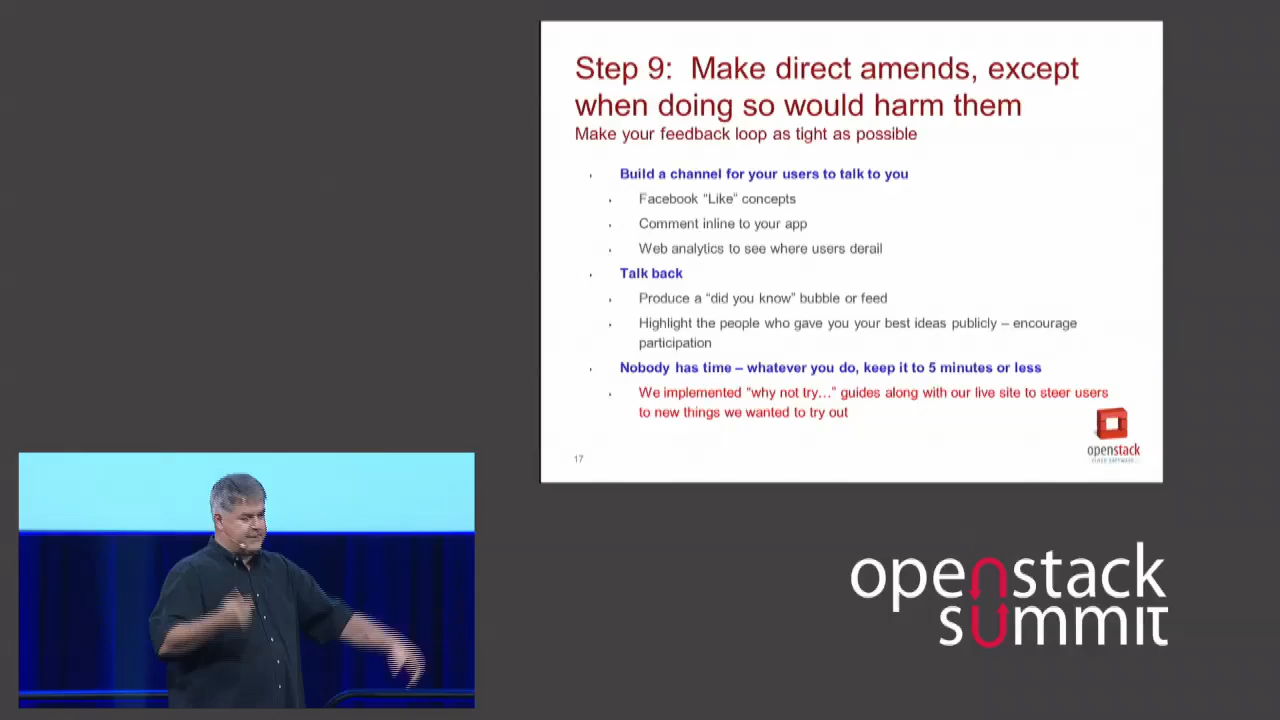 Step 9: Make direct amends, except
when doing so would harm them
Make your feedback loop as tight as possible
Build a channel for your users to talk to you
Facebook “Like” concepts
Comment inline to your app
Web analytics to see where users derail
Talk back
Produce a “did you know” bubble or feed
Highlight the people who gave you your best ideas publicly – encourage
participation
Nobody has time – whatever you do, keep it to 5 minutes or less
We implemented “why not try…” guides along with our live site to steer users
to new things we wanted to try out
openstack
CLOUD SOFTWARE
17
openstack
summit